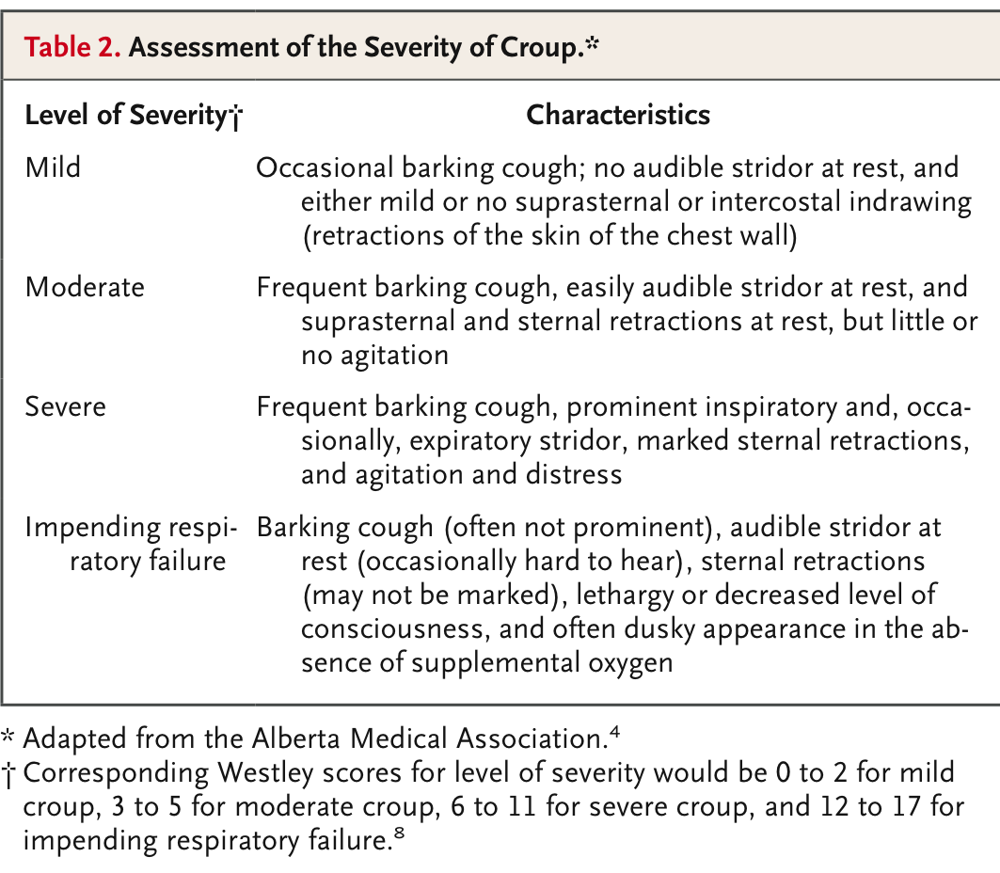 Table 2. Assessment of the Severity of Croup.*
Level of Severity† Characteristics
Mild Occasional barking cough; no audible stridor at rest, and
either mild or no suprasternal or intercostal indrawing
(retractions of the skin of the chest wall)
Moderate Frequent barking cough, easily audible stridor at rest, and
suprasternal and sternal retractions at rest, but little or
no agitation
Severe Frequent barking cough, prominent inspiratory and, occa-
sionally, expiratory stridor, marked sternal retractions,
and agitation and distress
Impending respi- Barking cough (often not prominent), audible stridor at
ratory failure rest (occasionally hard to hear), sternal retractions
(may not be marked), lethargy or decreased level of
consciousness, and often dusky appearance in the ab-
sence of supplemental oxygen
* Adapted from the Alberta Medical Association.⁴
† Corresponding Westley scores for level of severity would be 0 to 2 for mild
croup, 3 to 5 for moderate croup, 6 to 11 for severe croup, and 12 to 17 for
impending respiratory failure.⁸